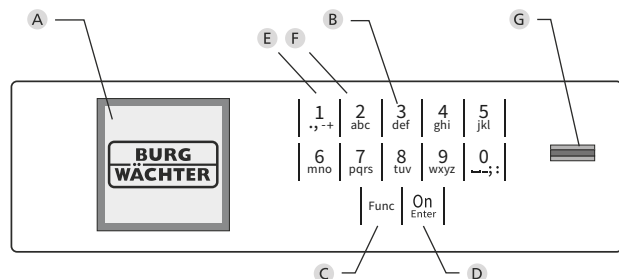 A
B
G
E F
1 2 3 4 5
.,-+ abc def ghi jkl
BURG
WÄCHTER
6 7 8 9 0
mno pqrs tuv wxyz ␣–;:
Func On
Enter
C D